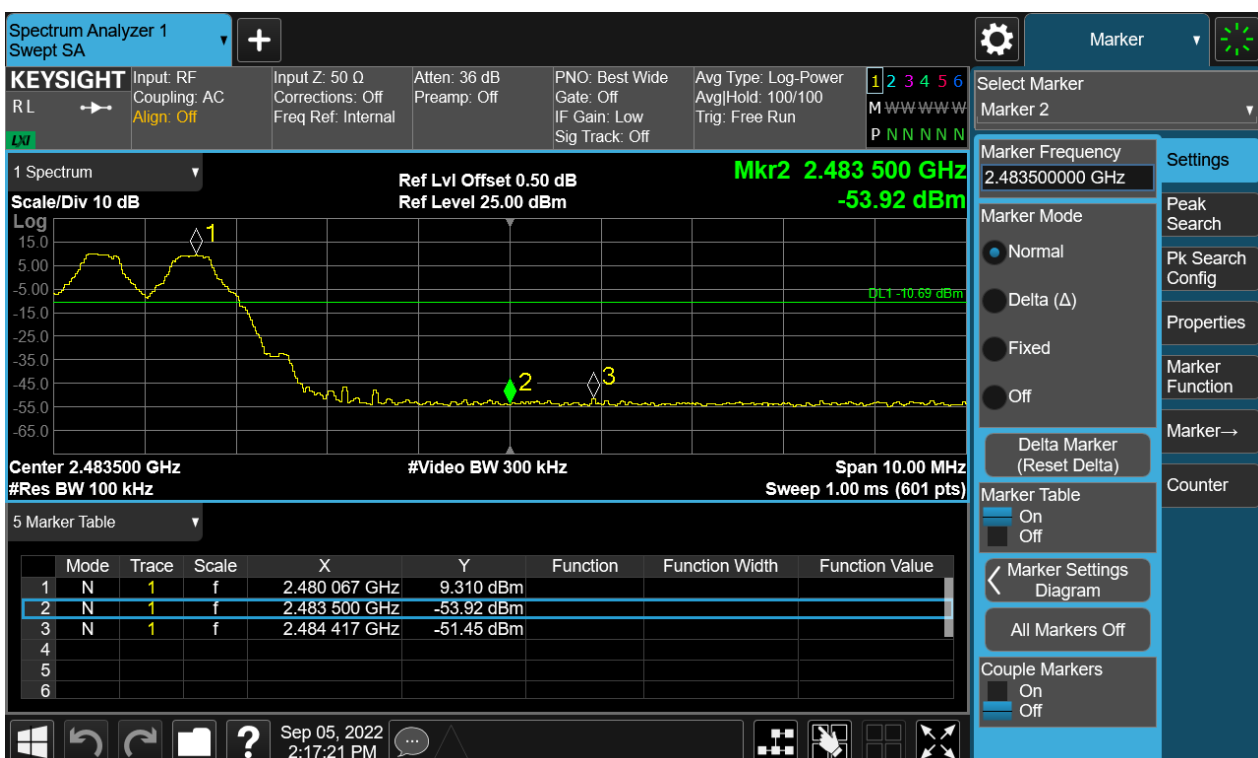 Spectrum Analyzer 1
Swept SA
+
Marker
KEYSIGHT
R L
LXI
Input: RF
Coupling: AC
Align: Off
Input Z: 50 Ω
Corrections: Off
Freq Ref: Internal
Atten: 36 dB
Preamp: Off
PNO: Best Wide
Gate: Off
IF Gain: Low
Sig Track: Off
Avg Type: Log-Power
Avg|Hold: 100/100
Trig: Free Run
1 2 3 4 5 6
M W W W W W
P N N N N N
Select Marker
Marker 2
1 Spectrum
Scale/Div 10 dB
Ref Lvl Offset 0.50 dB
Ref Level 25.00 dBm
Mkr2 2.483 500 GHz
-53.92 dBm
Log
15.0
5.00
-5.00
-15.0
-25.0
-35.0
-45.0
-55.0
-65.0
1
2
3
DL1 -10.69 dBm
Center 2.483500 GHz
#Res BW 100 kHz
#Video BW 300 kHz
Span 10.00 MHz
Sweep 1.00 ms (601 pts)
5 Marker Table
Mode Trace Scale X Y Function Function Width Function Value
1 N 1 f 2.480 067 GHz 9.310 dBm
2 N 1 f 2.483 500 GHz -53.92 dBm
3 N 1 f 2.484 417 GHz -51.45 dBm
4
5
6
Marker Frequency
2.483500000 GHz
Marker Mode
Normal
Delta (Δ)
Fixed
Off
Delta Marker
(Reset Delta)
Marker Table
On
Off
Marker Settings
Diagram
All Markers Off
Couple Markers
On
Off
Settings
Peak
Search
Pk Search
Config
Properties
Marker
Function
Marker→
Counter
?
Sep 05, 2022
2:17:21 PM